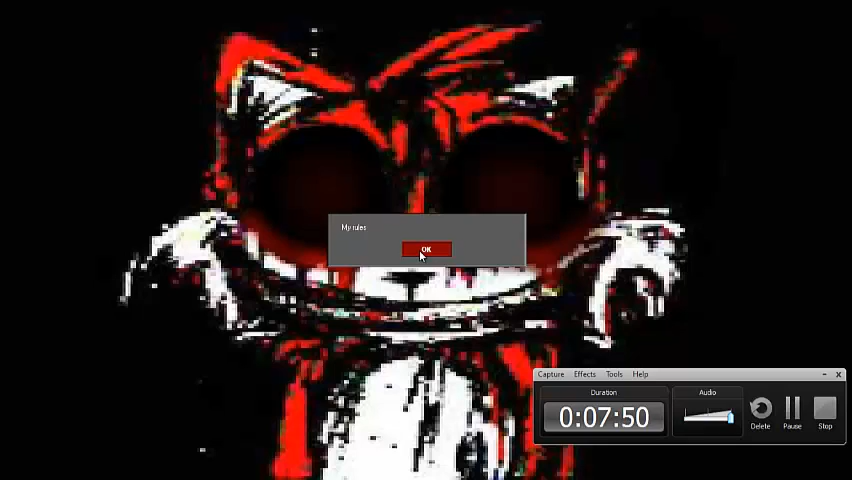 My rules
OK
Capture Effects Tools Help
Duration
Audio
0:07:50
Delete
Pause
Stop